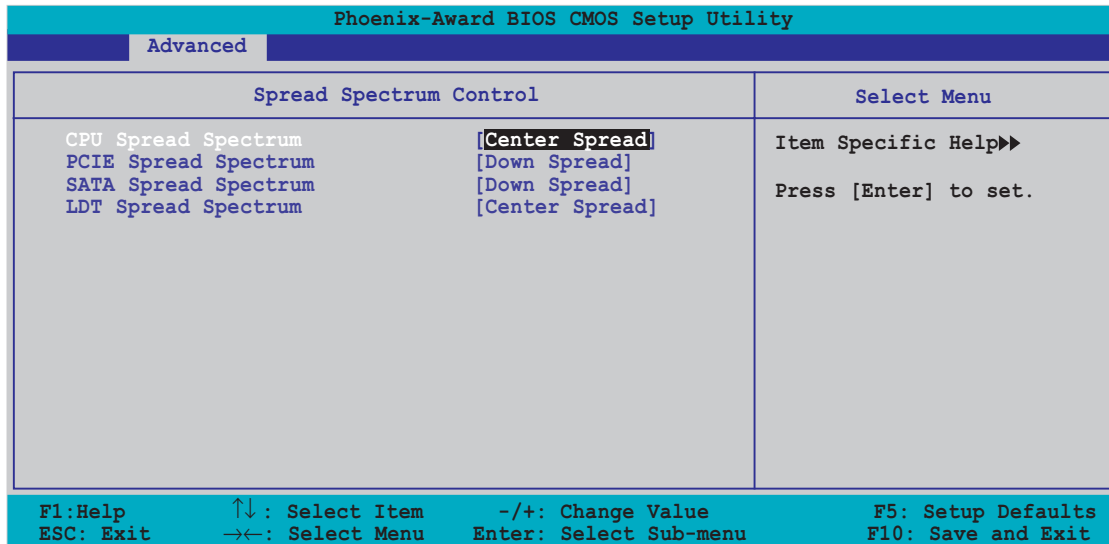 Phoenix-Award BIOS CMOS Setup Utility
Advanced
Spread Spectrum Control
Select Menu
CPU Spread Spectrum [Center Spread]
PCIE Spread Spectrum [Down Spread]
SATA Spread Spectrum [Down Spread]
LDT Spread Spectrum [Center Spread]
Item Specific Help▶▶
Press [Enter] to set.
F1:Help ↑↓: Select Item -/+: Change Value F5: Setup Defaults
ESC: Exit →←: Select Menu Enter: Select Sub-menu F10: Save and Exit